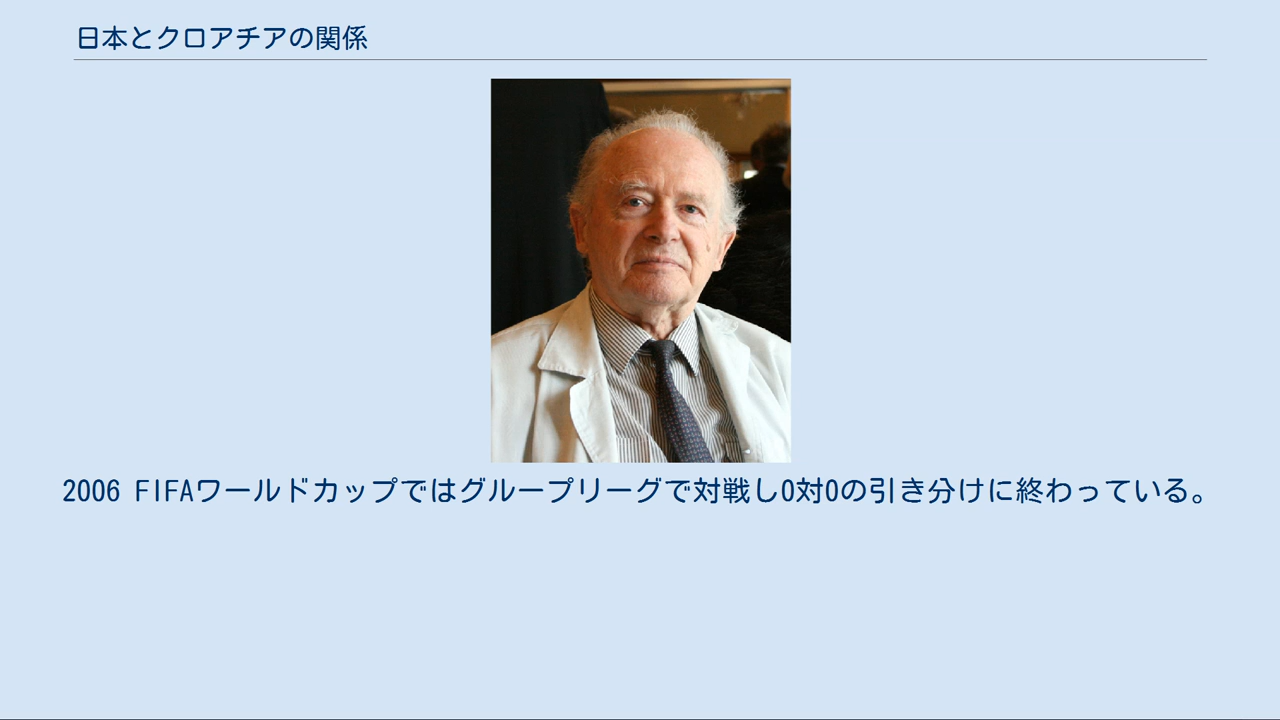 日本とクロアチアの関係
2006 FIFAワールドカップではグループリーグで対戦し0対0の引き分けに終わっている。